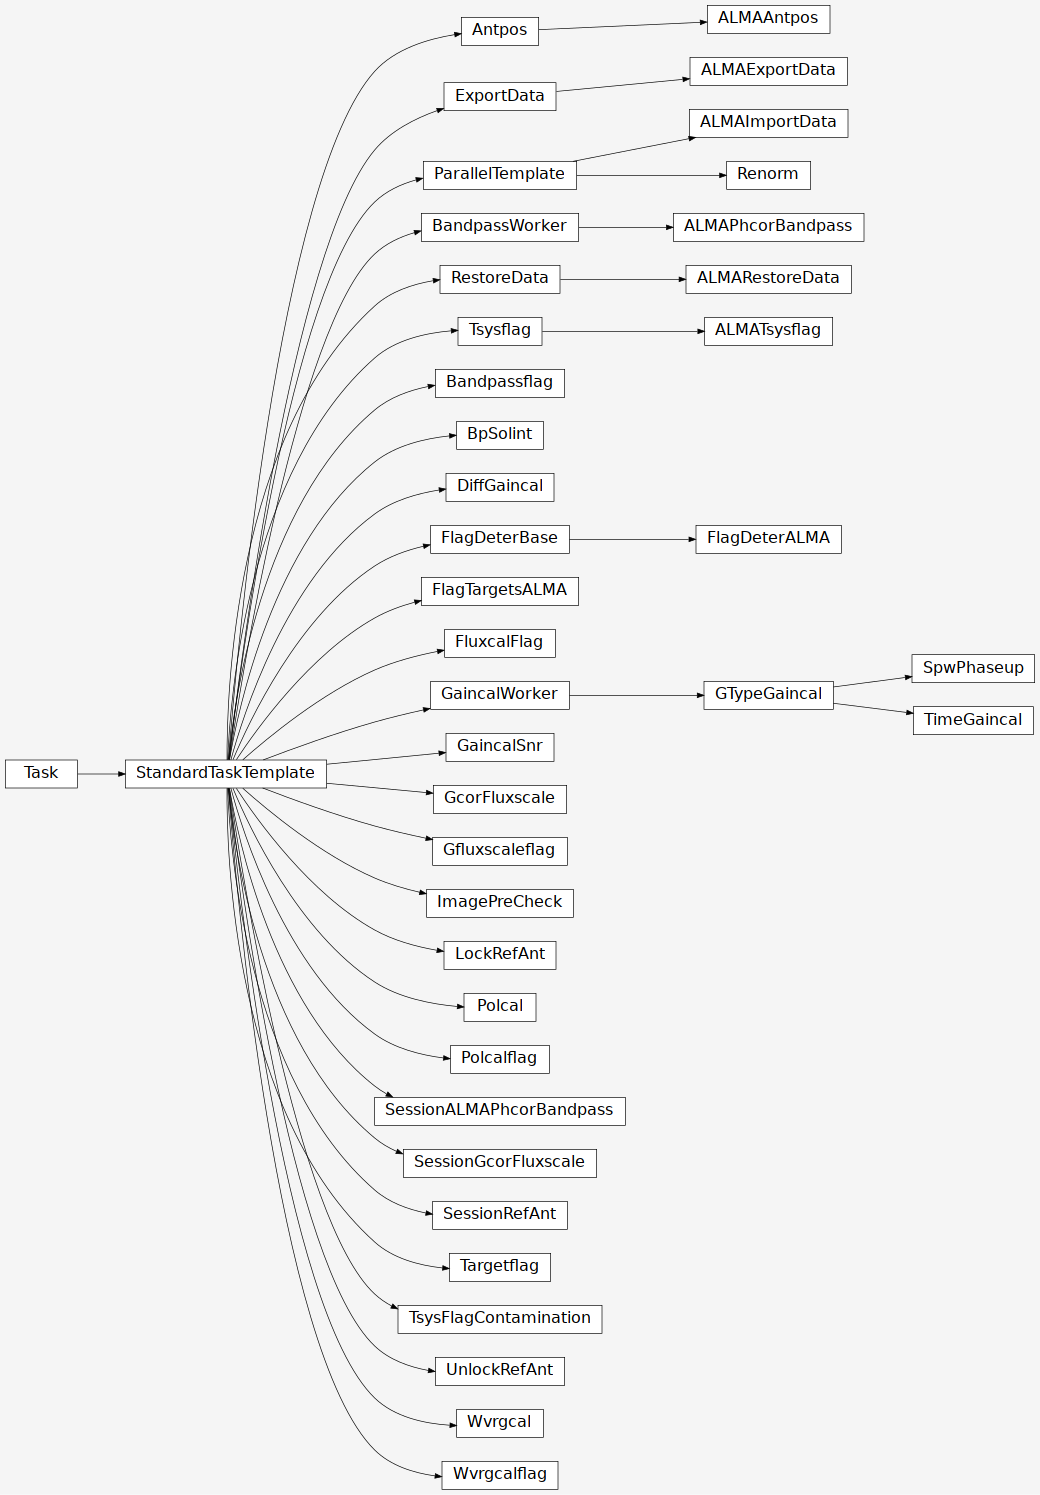 Antpos
ALMAAntpos
ExportData
ALMAExportData
ALMAImportData
ParallelTemplate
Renorm
BandpassWorker
ALMAPhcorBandpass
RestoreData
ALMARestoreData
Tsysflag
ALMATsysflag
Bandpassflag
BpSolint
DiffGaincal
FlagDeterBase
FlagDeterALMA
FlagTargetsALMA
FluxcalFlag
GaincalWorker
GTypeGaincal
SpwPhaseup
TimeGaincal
GaincalSnr
Task
StandardTaskTemplate
GcorFluxscale
Gfluxscaleflag
ImagePreCheck
LockRefAnt
Polcal
Polcalflag
SessionALMAPhcorBandpass
SessionGcorFluxscale
SessionRefAnt
Targetflag
TsysFlagContamination
UnlockRefAnt
Wvrgcal
Wvrgcalflag